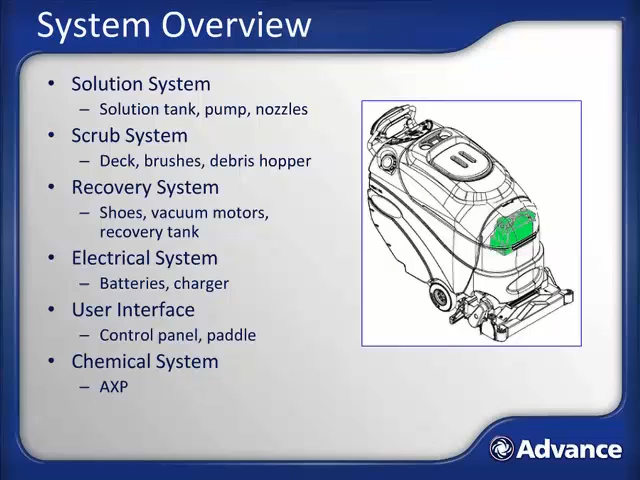 System Overview
• Solution System
– Solution tank, pump, nozzles
• Scrub System
– Deck, brushes, debris hopper
• Recovery System
– Shoes, vacuum motors,
recovery tank
• Electrical System
– Batteries, charger
• User Interface
– Control panel, paddle
• Chemical System
– AXP
Advance